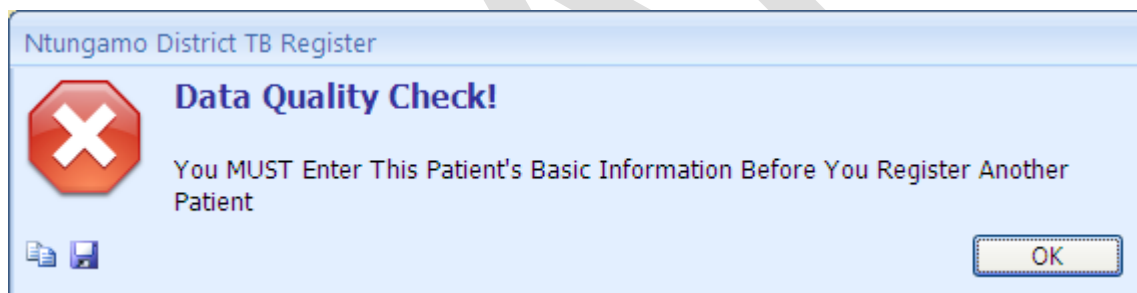 Ntungamo District TB Register
Data Quality Check!
You MUST Enter This Patient's Basic Information Before You Register Another
Patient
OK